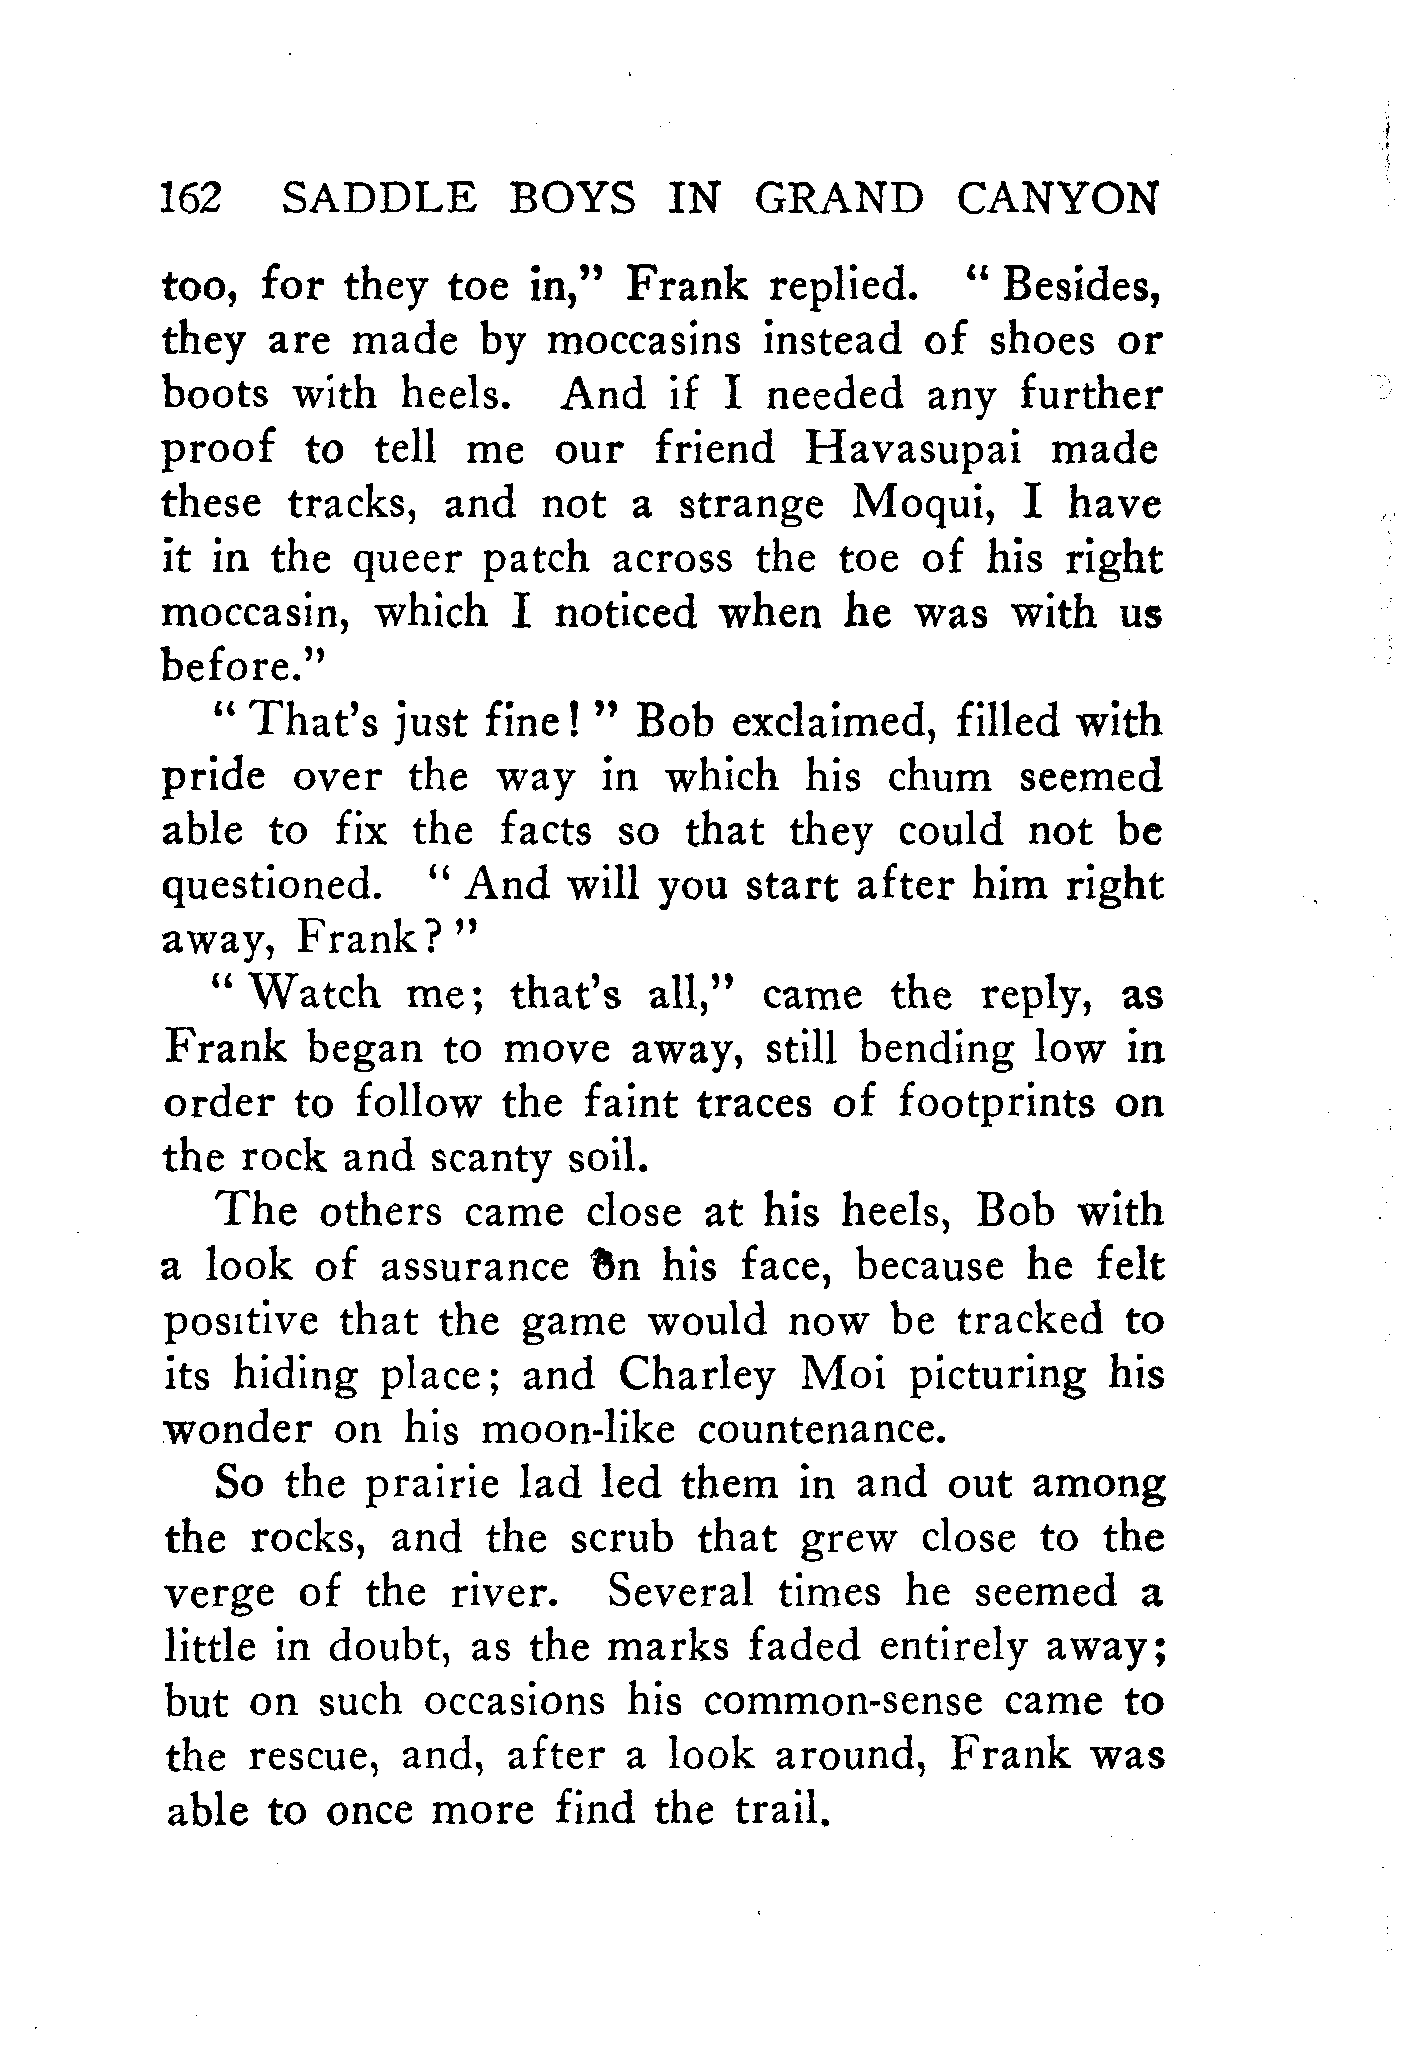 162 SADDLE BOYS IN GRAND CANYON
too, for they toe in," Frank replied. "Besides,
they are made by moccasins instead of shoes or
boots with heels. And if I needed any further
proof to tell me our friend Havasupai made
these tracks, and not a strange Moqui, I have
it in the queer patch across the toe of his right
moccasin, which I noticed when he was with us
before."
"That's just fine!" Bob exclaimed, filled with
pride over the way in which his chum seemed
able to fix the facts so that they could not be
questioned. "And will you start after him right
away, Frank?"
"Watch me; that's all," came the reply, as
Frank began to move away, still bending low in
order to follow the faint traces of footprints on
the rock and scanty soil.
The others came close at his heels, Bob with
a look of assurance on his face, because he felt
positive that the game would now be tracked to
its hiding place; and Charley Moi picturing his
wonder on his moon-like countenance.
So the prairie lad led them in and out among
the rocks, and the scrub that grew close to the
verge of the river. Several times he seemed a
little in doubt, as the marks faded entirely away;
but on such occasions his common-sense came to
the rescue, and, after a look around, Frank was
able to once more find the trail.